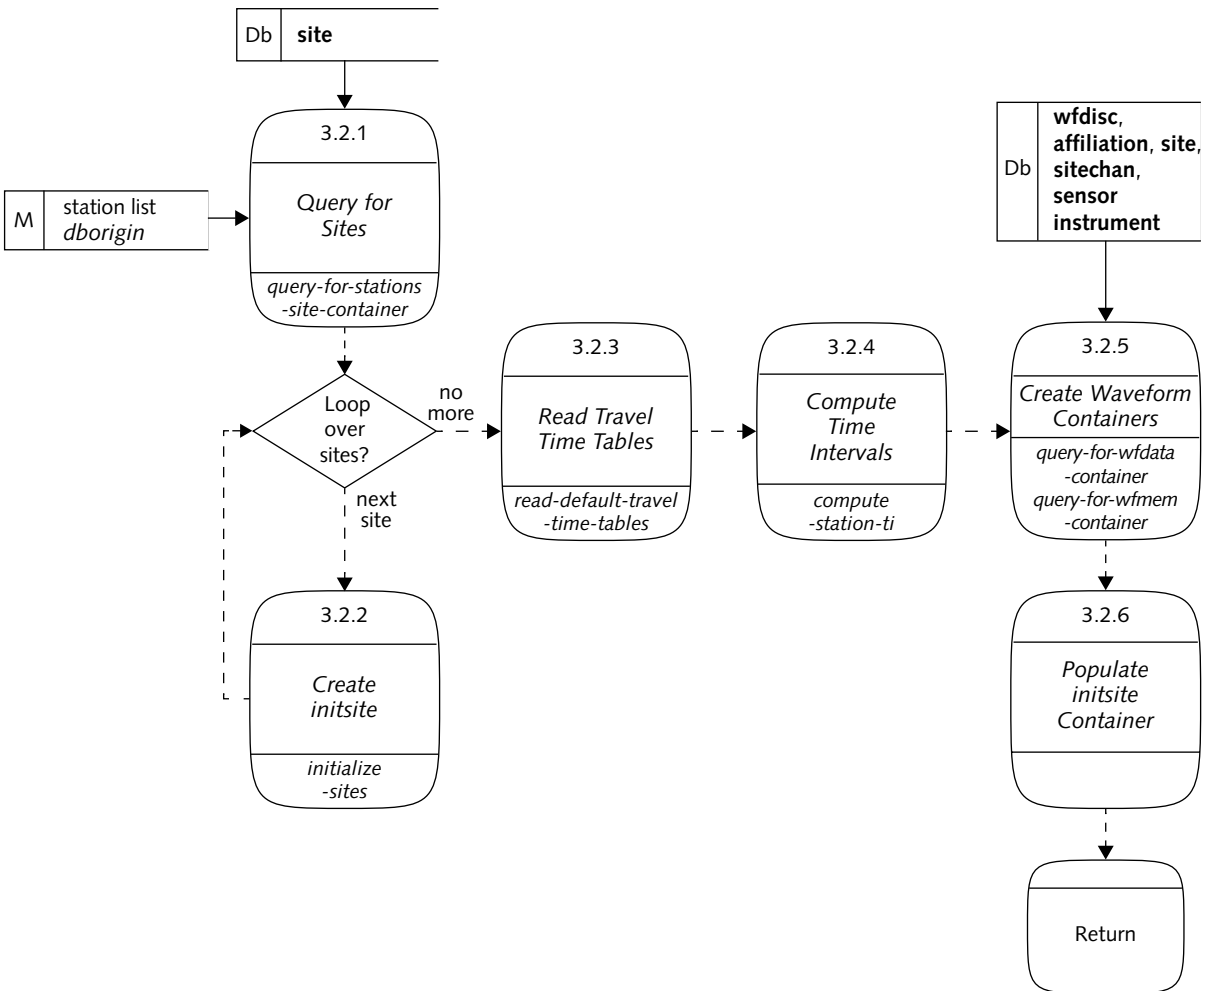 Db
site
3.2.1
Query for
Sites
query-for-stations
-site-container
M
station list
dborigin
Loop
over
sites?
no
more
next
site
3.2.2
Create
initsite
initialize
-sites
3.2.3
Read Travel
Time Tables
read-default-travel
-time-tables
3.2.4
Compute
Time
Intervals
compute
-station-ti
Db
wfdisc,
affiliation, site,
sitechan,
sensor
instrument
3.2.5
Create Waveform
Containers
query-for-wfdata
-container
query-for-wfmem
-container
3.2.6
Populate
initsite
Container
Return